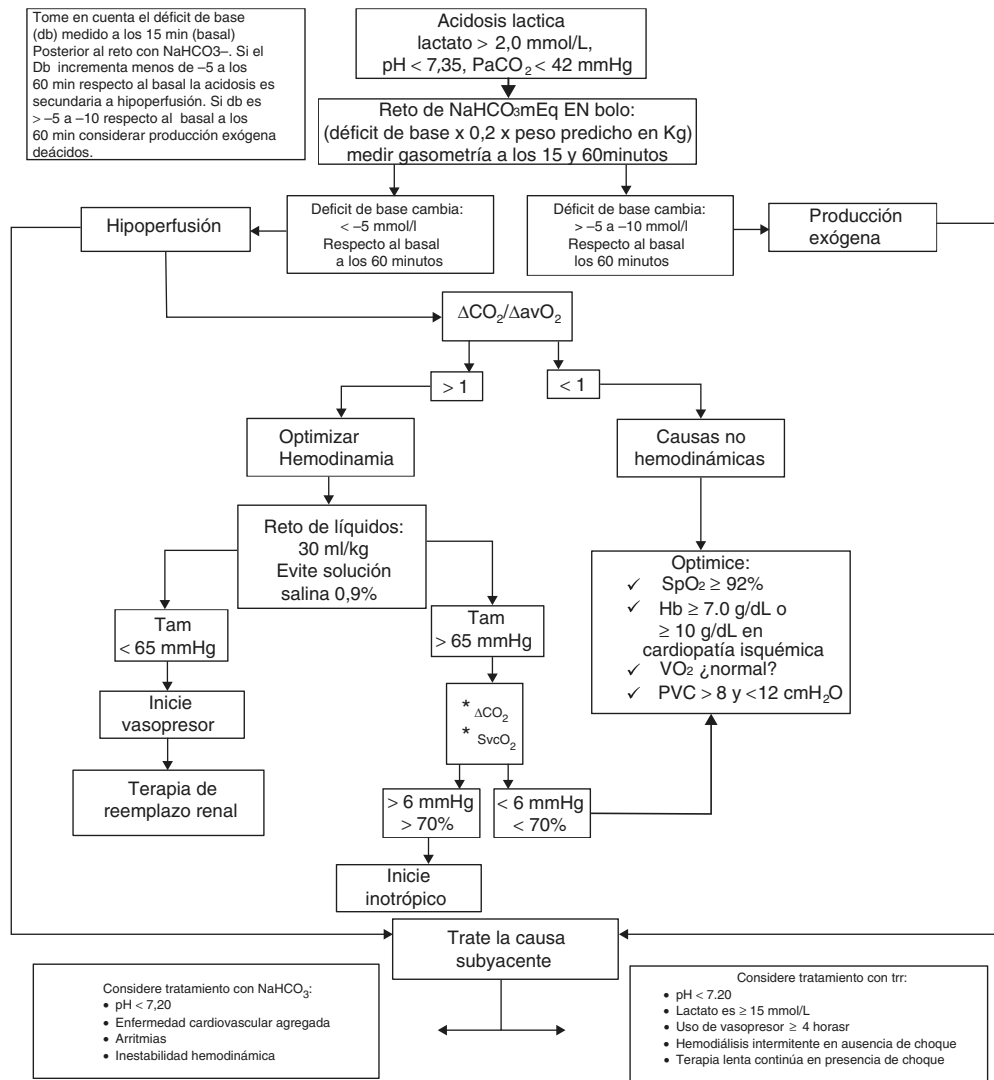 Tome en cuenta el déficit de base
(db) medido a los 15 min (basal)
Posterior al reto con NaHCO3–. Si el
Db incrementa menos de –5 a los
60 min respecto al basal la acidosis es
secundaria a hipoperfusión. Si db es
> –5 a –10 respecto al basal a los
60 min considerar producción exógena
deácidos.
Acidosis lactica
lactato > 2,0 mmol/L,
pH < 7,35, PaCO₂ < 42 mmHg
Reto de NaHCO₃mEq EN bolo:
(déficit de base x 0,2 x peso predicho en Kg)
medir gasometría a los 15 y 60minutos
Hipoperfusión
Deficit de base cambia:
< –5 mmol/l
Respecto al basal
a los 60 minutos
Déficit de base cambia:
> –5 a –10 mmol/l
Respecto al basal
los 60 minutos
Producción
exógena
ΔCO₂/ΔavO₂
> 1
< 1
Optimizar
Hemodinamia
Causas no
hemodinámicas
Reto de líquidos:
30 ml/kg
Evite solución
salina 0,9%
Optimice:
✓ SpO₂ ≥ 92%
✓ Hb ≥ 7.0 g/dL o
≥ 10 g/dL en
cardiopatía isquémica
✓ VO₂ ¿normal?
✓ PVC > 8 y <12 cmH₂O
Tam
< 65 mmHg
Tam
> 65 mmHg
Inicie
vasopresor
* ΔCO₂
* SvcO₂
Terapia de
reemplazo renal
> 6 mmHg
> 70%
< 6 mmHg
< 70%
Inicie
inotrópico
Trate la causa
subyacente
Considere tratamiento con NaHCO₃:
• pH < 7,20
• Enfermedad cardiovascular agregada
• Arritmias
• Inestabilidad hemodinámica
Considere tratamiento con trr:
• pH < 7.20
• Lactato es ≥ 15 mmol/L
• Uso de vasopresor ≥ 4 horasr
• Hemodiálisis intermitente en ausencia de choque
• Terapia lenta continúa en presencia de choque